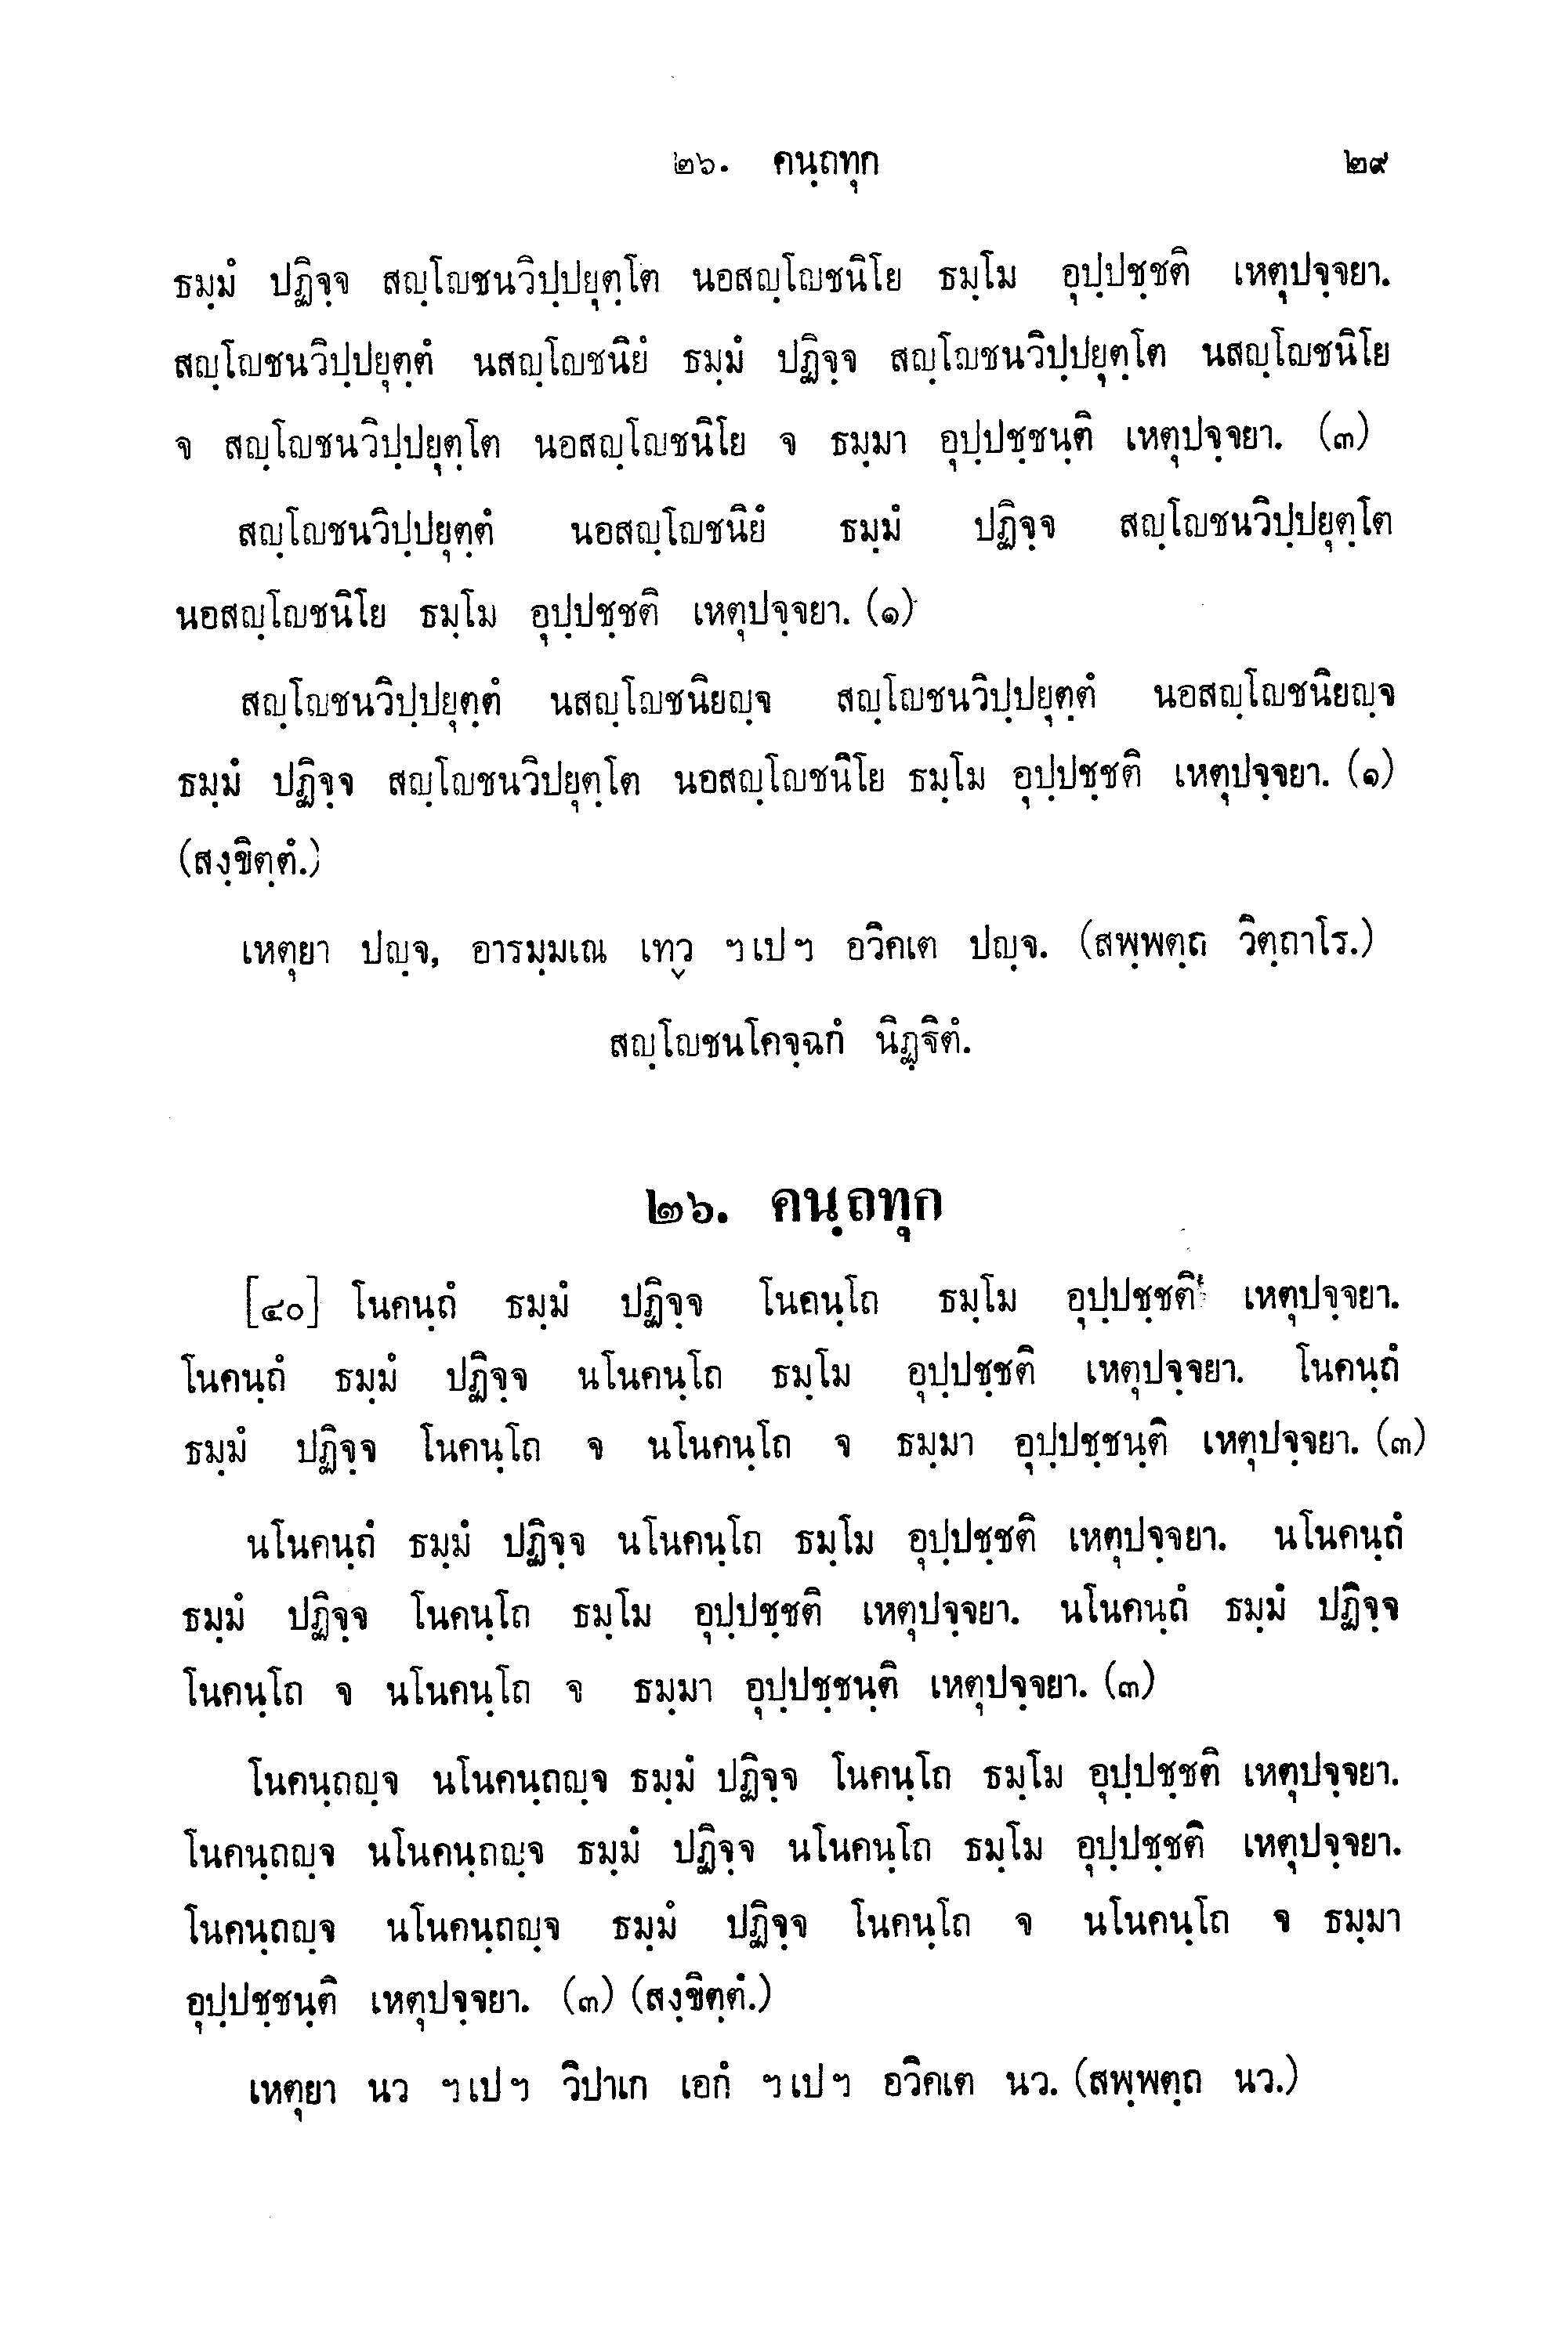 ๒๖. คนฺถทุก ๒๙
ธมฺมํ ปฏิจฺจ สญฺโญชนวิปฺปยุตฺโต นอสญฺโญชนิโย ธมฺโม อุปฺปชฺชติ เหตุปจฺจยา.
สญฺโญชนวิปฺปยุตฺตํ นสญฺโญชนิยํ ธมฺมํ ปฏิจฺจ สญฺโญชนวิปฺปยุตฺโต นสญฺโญชนิโย
จ สญฺโญชนวิปฺปยุตฺโต นอสญฺโญชนิโย จ ธมฺมา อุปฺปชฺชนฺติ เหตุปจฺจยา. (๓)
สญฺโญชนวิปฺปยุตฺตํ นอสญฺโญชนิยํ ธมฺมํ ปฏิจฺจ สญฺโญชนวิปฺปยุตฺโต
นอสญฺโญชนิโย ธมฺโม อุปฺปชฺชติ เหตุปจฺจยา. (๑)
สญฺโญชนวิปฺปยุตฺตํ นสญฺโญชนิยญฺจ สญฺโญชนวิปฺปยุตฺตํ นอสญฺโญชนิยญฺจ
ธมฺมํ ปฏิจฺจ สญฺโญชนวิปยุตฺโต นอสญฺโญชนิโย ธมฺโม อุปฺปชฺชติ เหตุปจฺจยา. (๑)
(สงฺขิตฺตํ.)
เหตุยา ปญฺจ, อารมฺมเณ เทฺว ฯเปฯ อวิคเต ปญฺจ. (สพฺพตฺถ วิตฺถาโร.)
สญฺโญชนโคจฺฉกํ นิฏฺฐิตํ.
๒๖. คนฺถทุก
[๔๐] โนคนฺถํ ธมฺมํ ปฏิจฺจ โนคนฺโถ ธมฺโม อุปฺปชฺชติ เหตุปจฺจยา.
โนคนฺถํ ธมฺมํ ปฏิจฺจ นโนคนฺโถ ธมฺโม อุปฺปชฺชติ เหตุปจฺจยา. โนคนฺถํ
ธมฺมํ ปฏิจฺจ โนคนฺโถ จ นโนคนฺโถ จ ธมฺมา อุปฺปชฺชนฺติ เหตุปจฺจยา. (๓)
นโนคนฺถํ ธมฺมํ ปฏิจฺจ นโนคนฺโถ ธมฺโม อุปฺปชฺชติ เหตุปจฺจยา. นโนคนฺถํ
ธมฺมํ ปฏิจฺจ โนคนฺโถ ธมฺโม อุปฺปชฺชติ เหตุปจฺจยา. นโนคนฺถํ ธมฺมํ ปฏิจฺจ
โนคนฺโถ จ นโนคนฺโถ จ ธมฺมา อุปฺปชฺชนฺติ เหตุปจฺจยา. (๓)
โนคนฺถญฺจ นโนคนฺถญฺจ ธมฺมํ ปฏิจฺจ โนคนฺโถ ธมฺโม อุปฺปชฺชติ เหตุปจฺจยา.
โนคนฺถญฺจ นโนคนฺถญฺจ ธมฺมํ ปฏิจฺจ นโนคนฺโถ ธมฺโม อุปฺปชฺชติ เหตุปจฺจยา.
โนคนฺถญฺจ นโนคนฺถญฺจ ธมฺมํ ปฏิจฺจ โนคนฺโถ จ นโนคนฺโถ จ ธมฺมา
อุปฺปชฺชนฺติ เหตุปจฺจยา. (๓) (สงฺขิตฺตํ.)
เหตุยา นว ฯเปฯ วิปาเก เอกํ ฯเปฯ อวิคเต นว. (สพฺพตฺถ นว.)